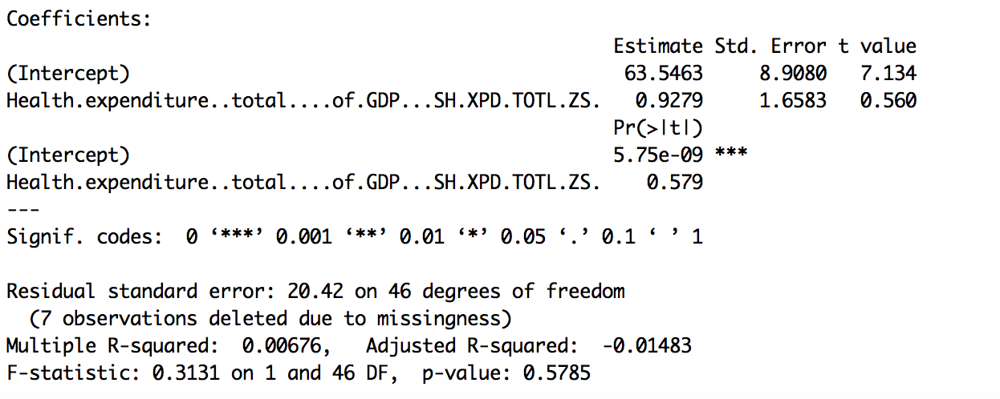 Coefficients:
Estimate Std. Error t value
(Intercept) 63.5463 8.9080 7.134
Health.expenditure..total....of.GDP...SH.XPD.TOTL.ZS. 0.9279 1.6583 0.560
Pr(>|t|)
(Intercept) 5.75e-09 ***
Health.expenditure..total....of.GDP...SH.XPD.TOTL.ZS. 0.579
---
Signif. codes: 0 ‘***’ 0.001 ‘**’ 0.01 ‘*’ 0.05 ‘.’ 0.1 ‘ ’ 1
Residual standard error: 20.42 on 46 degrees of freedom
(7 observations deleted due to missingness)
Multiple R-squared: 0.00676, Adjusted R-squared: -0.01483
F-statistic: 0.3131 on 1 and 46 DF, p-value: 0.5785